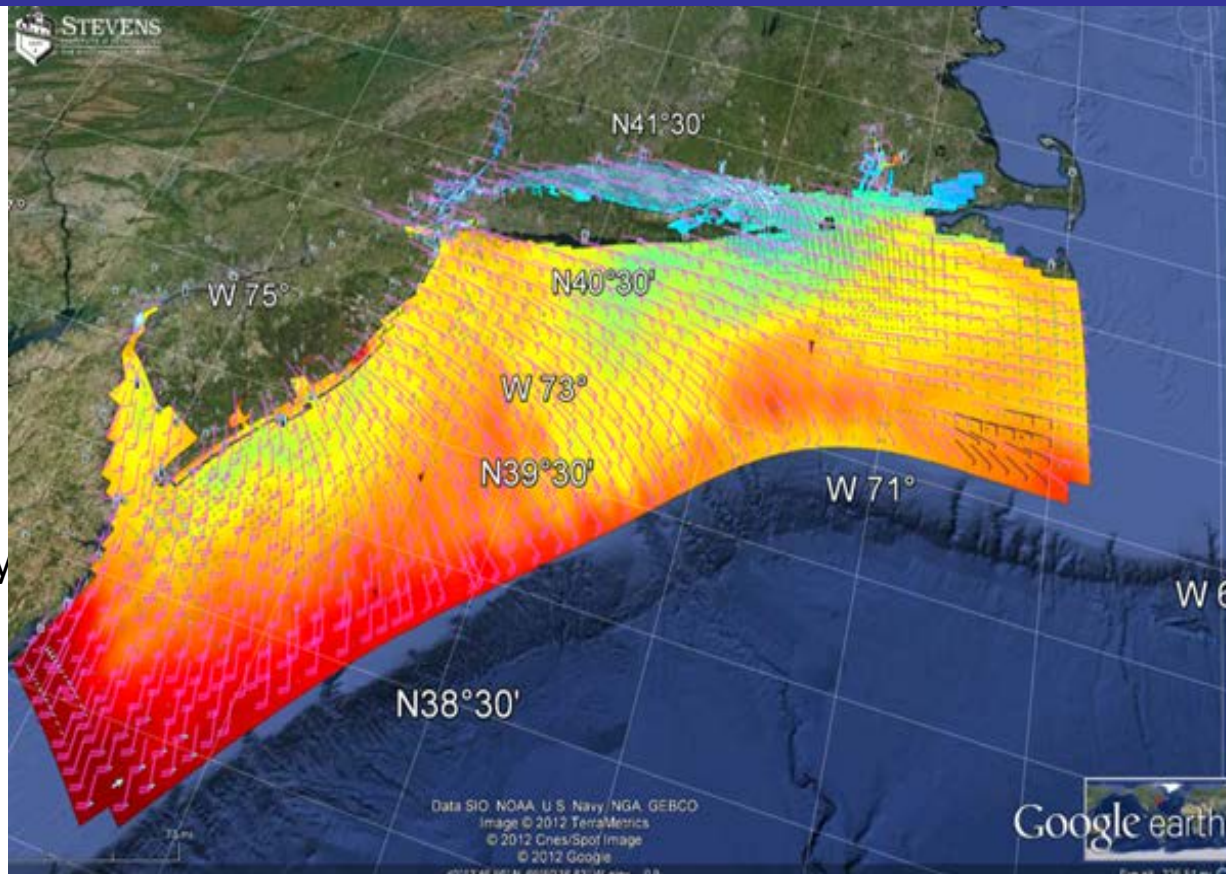 STEVENS
N41°30'
W 75°
N40°30'
W 73°
N39°30'
W 71°
y
W 6
N38°30'
Data SIO, NOAA, U.S. Navy, NGA, GEBCO
Image © 2012 TerraMetrics
© 2012 Cnes/Spot Image
© 2012 Google
Google earth